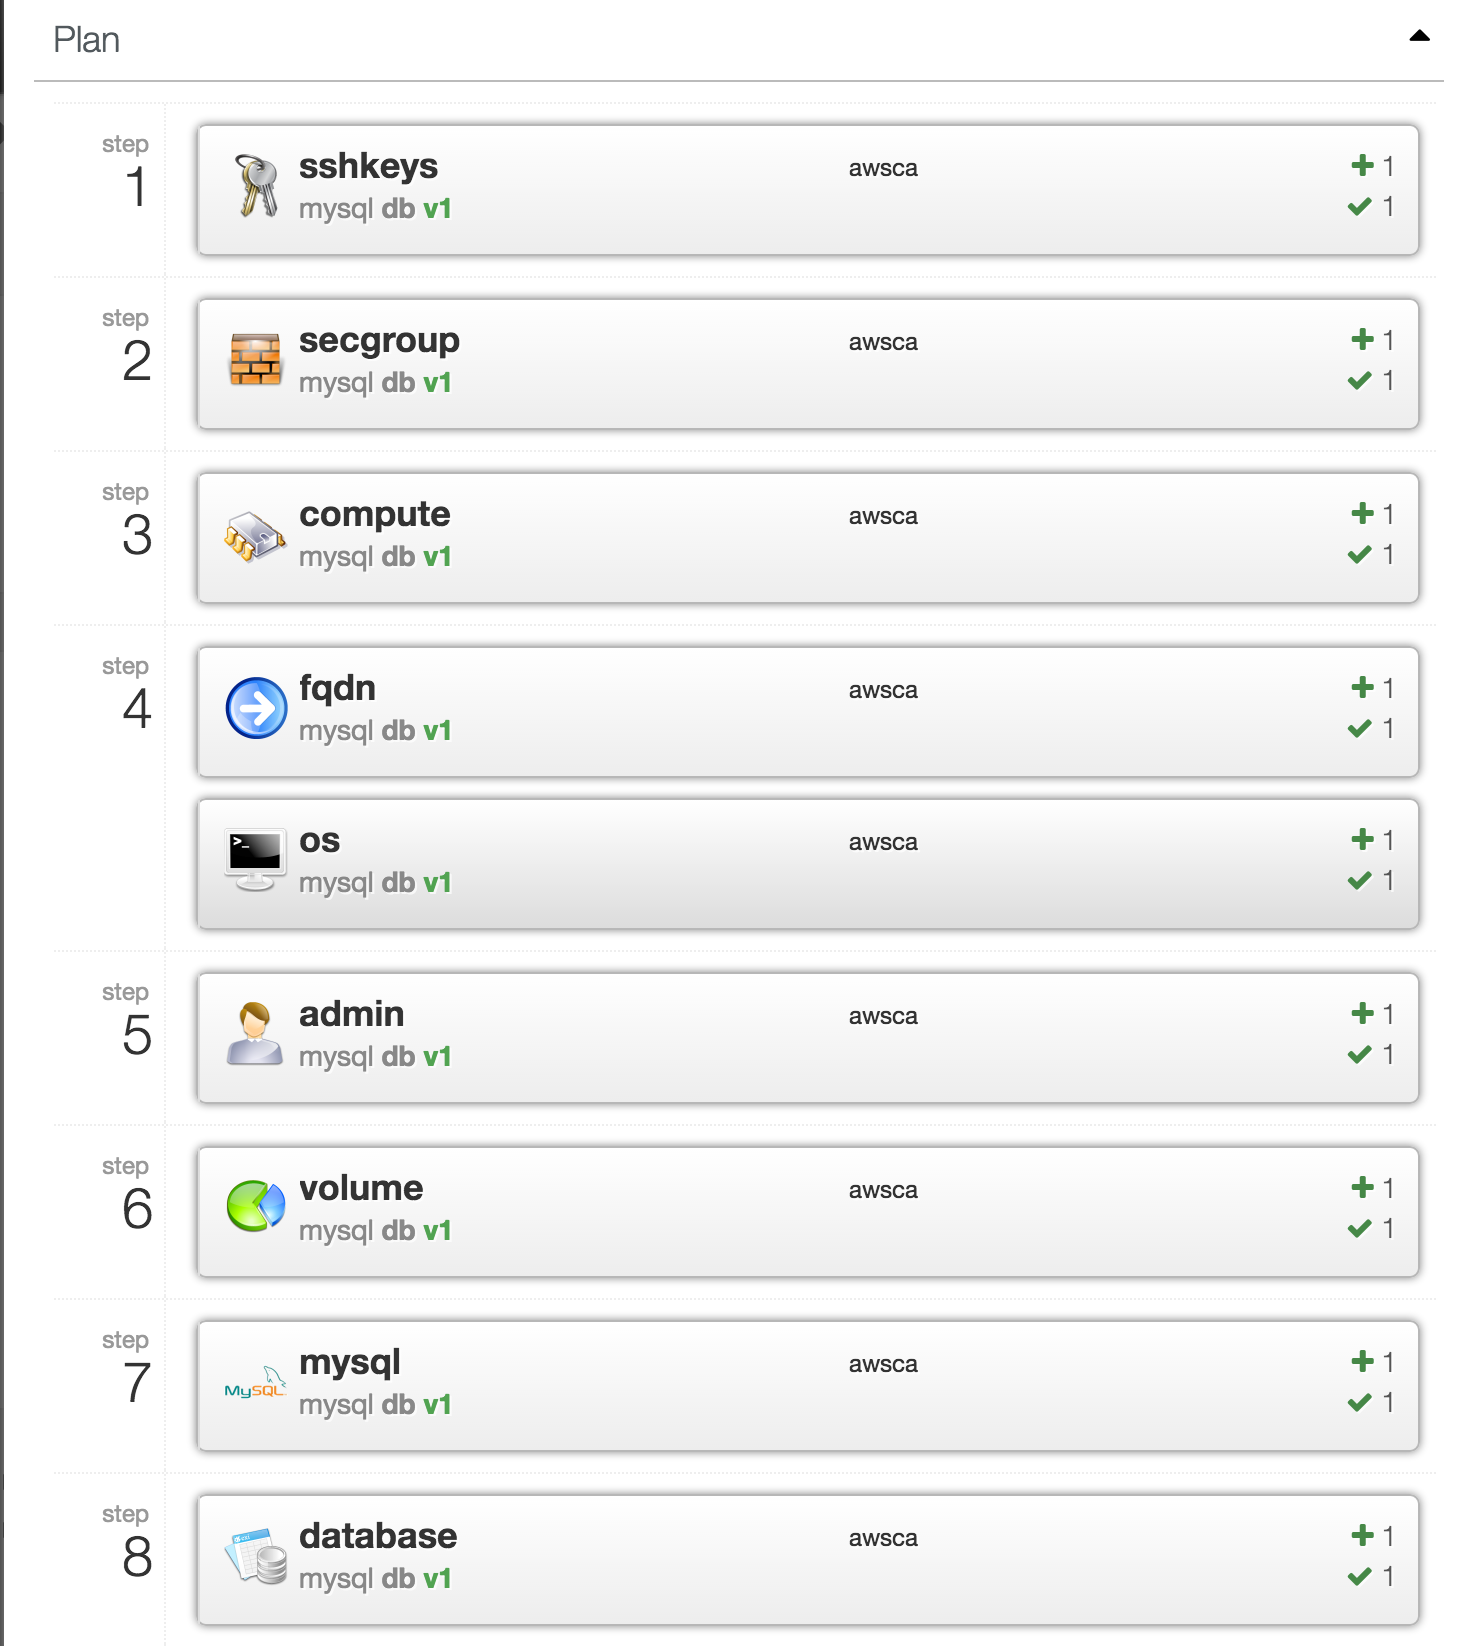 Plan
step
1
sshkeys
mysql db v1
awsca
1
1
step
2
secgroup
mysql db v1
awsca
1
1
step
3
compute
mysql db v1
awsca
1
1
step
4
fqdn
mysql db v1
awsca
1
1
>_
os
mysql db v1
awsca
1
1
step
5
admin
mysql db v1
awsca
1
1
step
6
volume
mysql db v1
awsca
1
1
step
7
MySQL
mysql
mysql db v1
awsca
1
1
step
8
database
mysql db v1
awsca
1
1